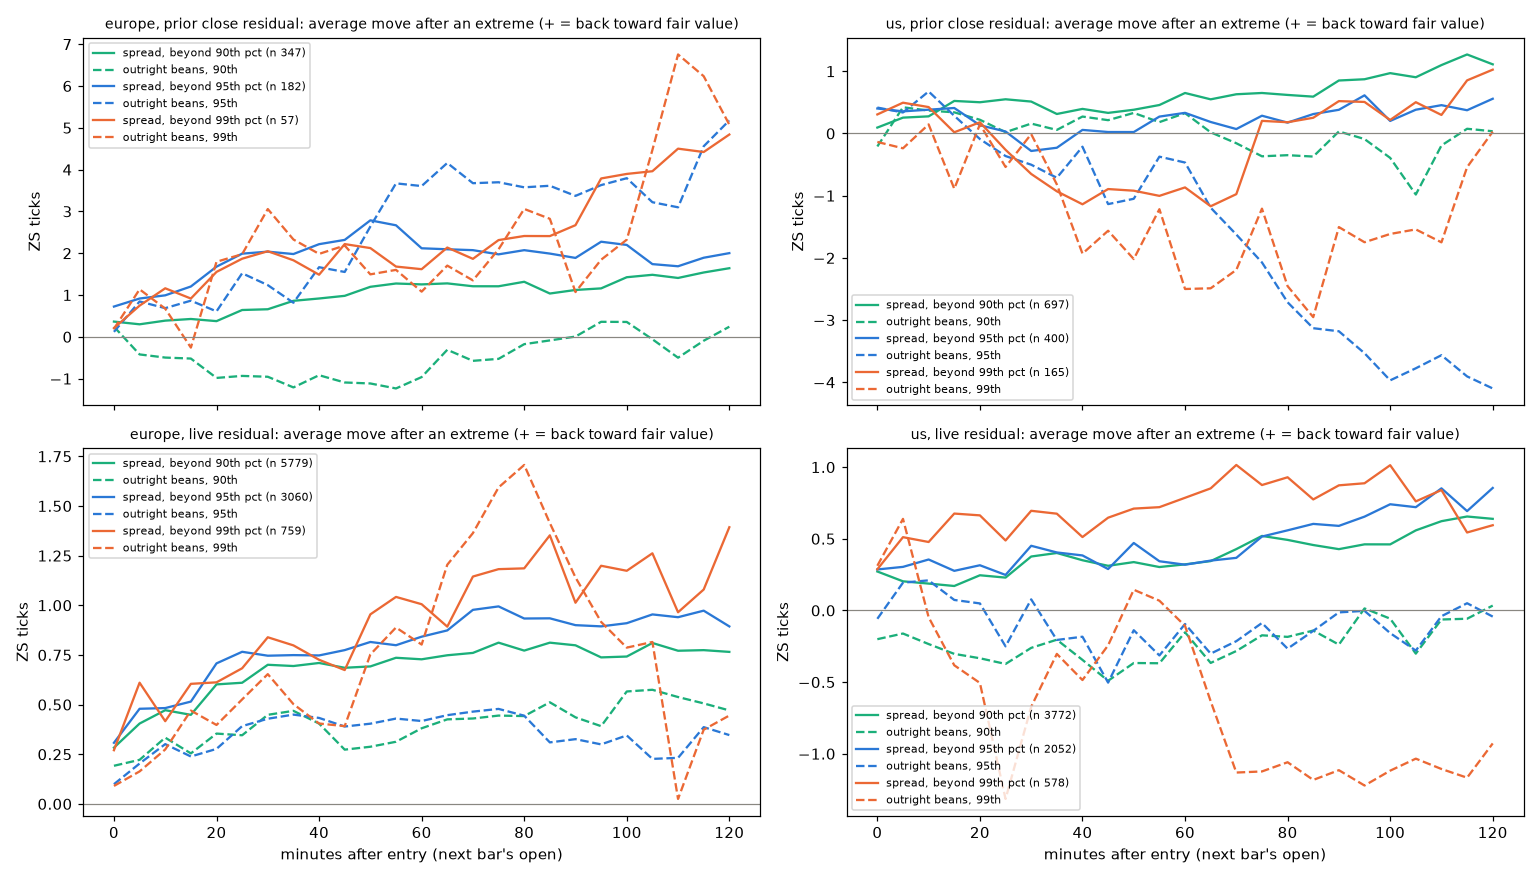 europe, prior close residual: average move after an extreme (+ = back toward fair value)
7
6
5
4
3
2
1
0
−1
ZS ticks
spread, beyond 90th pct (n 347)
outright beans, 90th
spread, beyond 95th pct (n 182)
outright beans, 95th
spread, beyond 99th pct (n 57)
outright beans, 99th
us, prior close residual: average move after an extreme (+ = back toward fair value)
1
0
−1
−2
−3
−4
ZS ticks
spread, beyond 90th pct (n 697)
outright beans, 90th
spread, beyond 95th pct (n 400)
outright beans, 95th
spread, beyond 99th pct (n 165)
outright beans, 99th
europe, live residual: average move after an extreme (+ = back toward fair value)
1.75
1.50
1.25
1.00
0.75
0.50
0.25
0.00
ZS ticks
spread, beyond 90th pct (n 5779)
outright beans, 90th
spread, beyond 95th pct (n 3060)
outright beans, 95th
spread, beyond 99th pct (n 759)
outright beans, 99th
0 20 40 60 80 100 120
minutes after entry (next bar's open)
us, live residual: average move after an extreme (+ = back toward fair value)
1.0
0.5
0.0
−0.5
−1.0
ZS ticks
spread, beyond 90th pct (n 3772)
outright beans, 90th
spread, beyond 95th pct (n 2052)
outright beans, 95th
spread, beyond 99th pct (n 578)
outright beans, 99th
0 20 40 60 80 100 120
minutes after entry (next bar's open)